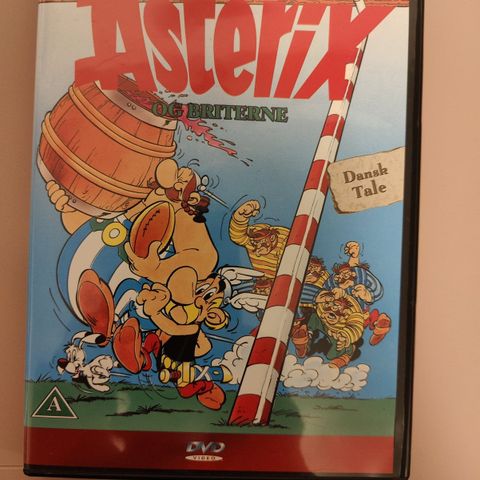 Asterix
OG BRITERNE
Dansk
Tale
A
DVD
VIDEO